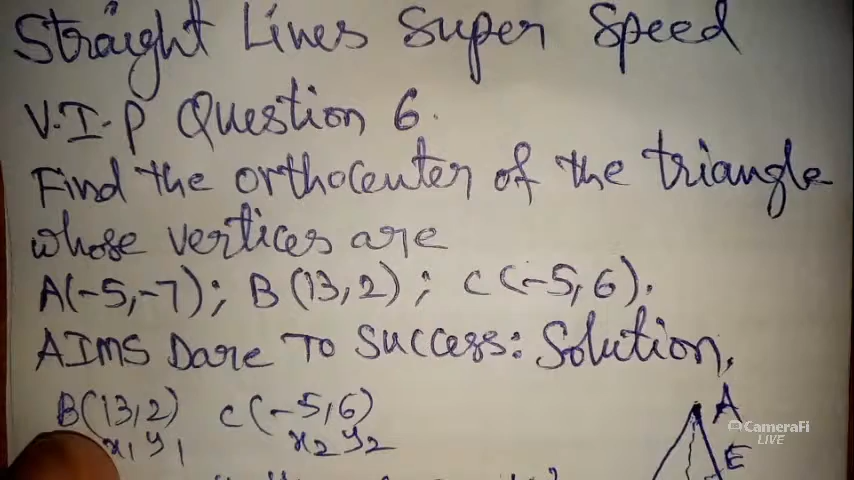 Straight Lines Super Speed
V.I.P Question 6.
Find the orthocenter of the triangle
whose vertices are
A(-5,-7); B(13,2); C(-5,6).
AIMS Dare To Success: Solution.
B(13,2) C(-5,6)
x1 y1 x2 y2
A
CameraFi
LIVE
E